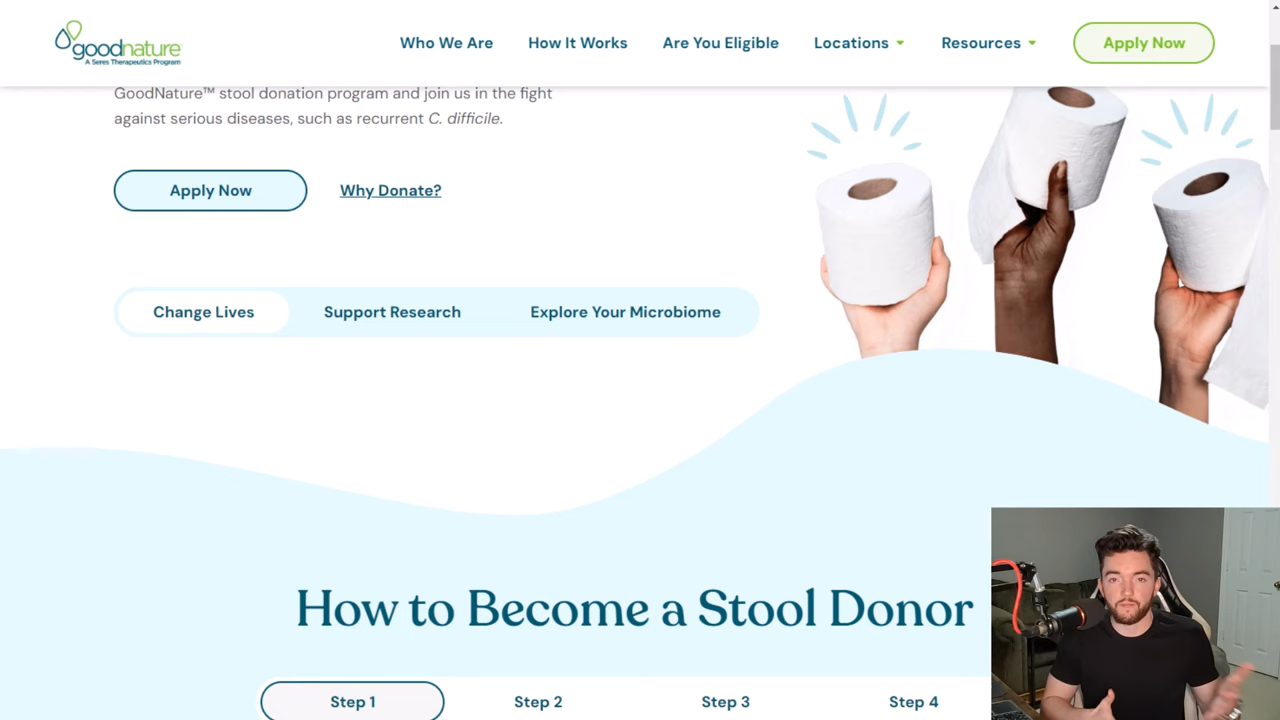 goodnature
A Seres Therapeutics Program
Who We Are
How It Works
Are You Eligible
Locations
Resources
Apply Now
GoodNature™ stool donation program and join us in the fight
against serious diseases, such as recurrent C. difficile.
Apply Now
Why Donate?
Change Lives
Support Research
Explore Your Microbiome
How to Become a Stool Donor
Step 1
Step 2
Step 3
Step 4